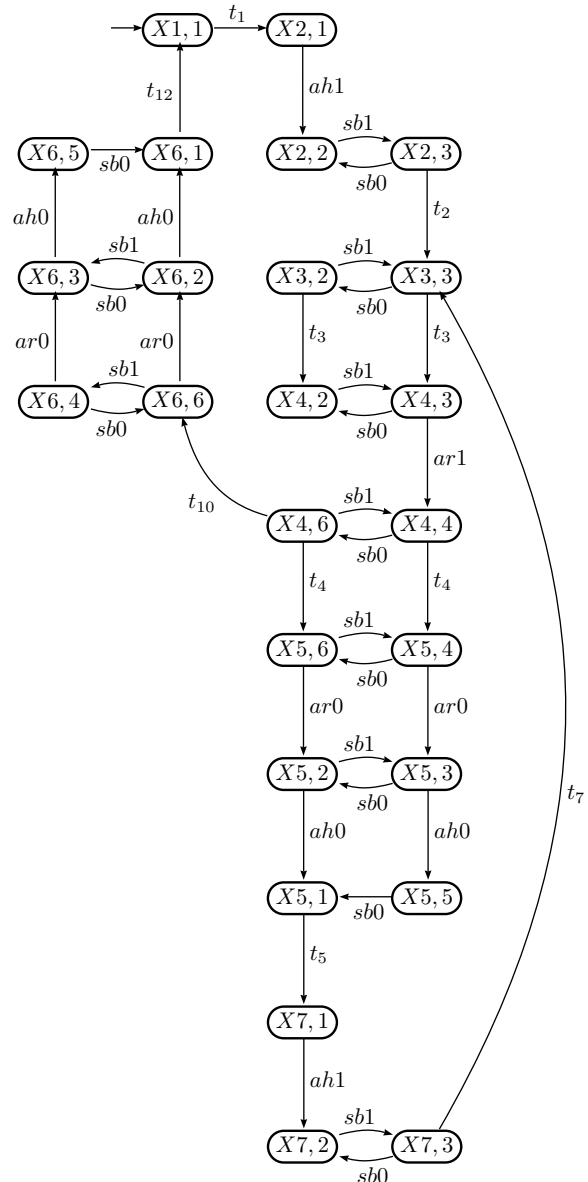 X1, 1 t1 X2, 1
t12 ah1
X6, 5 sb0 X6, 1 X2, 2 sb1 sb0 X2, 3
ah0 ah0 t2
X6, 3 sb1 sb0 X6, 2 X3, 2 sb1 sb0 X3, 3
ar0 ar0 t3 t3
X6, 4 sb1 sb0 X6, 6 X4, 2 sb1 sb0 X4, 3
ar1
t10 X4, 6 sb1 sb0 X4, 4
t4 t4
X5, 6 sb1 sb0 X5, 4
ar0 ar0
X5, 2 sb1 sb0 X5, 3
t7
ah0 ah0
X5, 1 sb0 X5, 5
t5
X7, 1
ah1
X7, 2 sb1 sb0 X7, 3